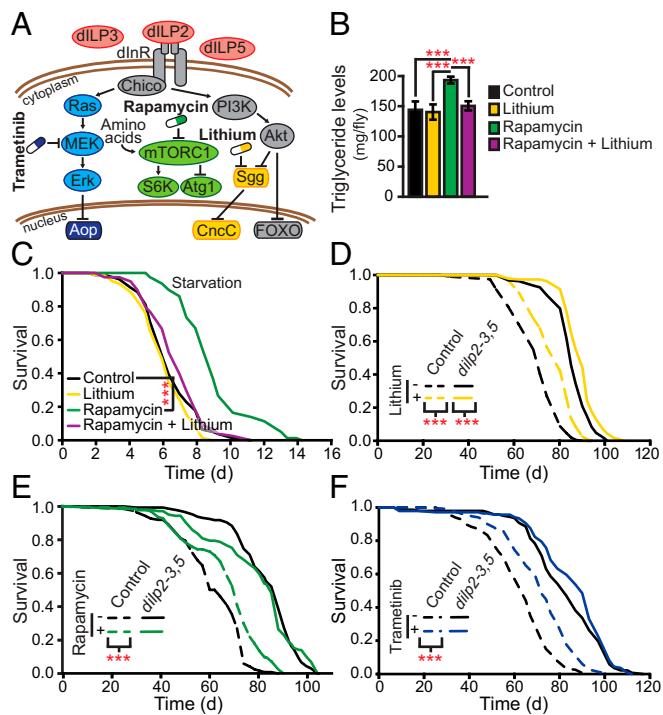 A
dILP3
dILP2
dILP5
dInR
cytoplasm
Chico
Ras
Rapamycin
PI3K
Trametinib
Amino
acids
Lithium
Akt
MEK
mTORC1
Sgg
Erk
S6K
Atg1
nucleus
Aop
CncC
FOXO
B
Triglyceride levels
(mg/fly)
200
150
100
50
0
***
***
***
Control
Lithium
Rapamycin
Rapamycin + Lithium
C
Survival
1.0
0.8
0.6
0.4
0.2
0.0
Starvation
Control
Lithium
Rapamycin
Rapamycin + Lithium
***
0 2 4 6 8 10 12 14 16
Time (d)
D
Survival
1.0
0.8
0.6
0.4
0.2
0.0
Control
dilp2-3,5
Lithium
-
+
*** ***
0 20 40 60 80 100 120
Time (d)
E
Survival
1.0
0.8
0.6
0.4
0.2
0.0
Control
dilp2-3,5
Rapamycin
-
+
***
0 20 40 60 80 100
Time (d)
F
Survival
1.0
0.8
0.6
0.4
0.2
0.0
Control
dilp2-3,5
Trametinib
-
+
***
0 20 40 60 80 100 120
Time (d)